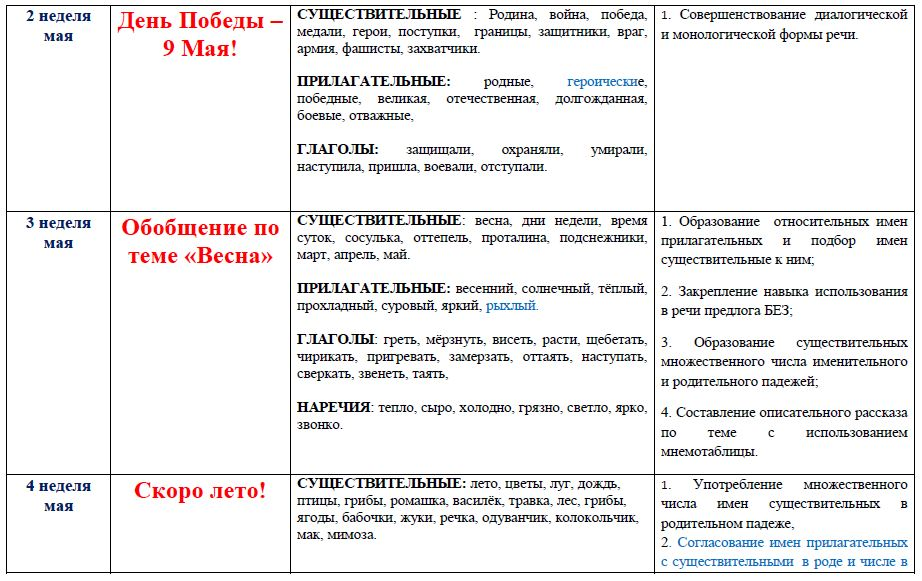 2 неделя
мая
День Победы –
9 Мая!
СУЩЕСТВИТЕЛЬНЫЕ : Родина, война, победа,
медали, герои, поступки, границы, защитники, враг,
армия, фашисты, захватчики.
ПРИЛАГАТЕЛЬНЫЕ: родные, героические,
победные, великая, отечественная, долгожданная,
боевые, отважные,
ГЛАГОЛЫ: защищали, охраняли, умирали,
наступила, пришла, воевали, отступали.
1. Совершенствование диалогической
и монологической формы речи.
3 неделя
мая
Обобщение по
теме «Весна»
СУЩЕСТВИТЕЛЬНЫЕ: весна, дни недели, время
суток, сосулька, оттепель, проталина, подснежники,
март, апрель, май.
ПРИЛАГАТЕЛЬНЫЕ: весенний, солнечный, тёплый,
прохладный, суровый, яркий, рыхлый.
ГЛАГОЛЫ: греть, мёрзнуть, висеть, расти, щебетать,
чирикать, пригревать, замерзать, оттаять, наступать,
сверкать, звенеть, таять,
НАРЕЧИЯ: тепло, сыро, холодно, грязно, светло, ярко,
звонко.
1. Образование относительных имен
прилагательных и подбор имен
существительные к ним;
2. Закрепление навыка использования
в речи предлога БЕЗ;
3. Образование существительных
множественного числа именительного
и родительного падежей;
4. Составление описательного рассказа
по теме с использованием
мнемотаблицы.
4 неделя
мая
Скоро лето!
СУЩЕСТВИТЕЛЬНЫЕ: лето, цветы, луг, дождь,
птицы, грибы, ромашка, василёк, травка, лес, грибы,
ягоды, бабочки, жуки, речка, одуванчик, колокольчик,
мак, мимоза.
1. Употребление множественного
числа имен существительных в
родительном падеже,
2. Согласование имен прилагательных
с существительными в роде и числе в